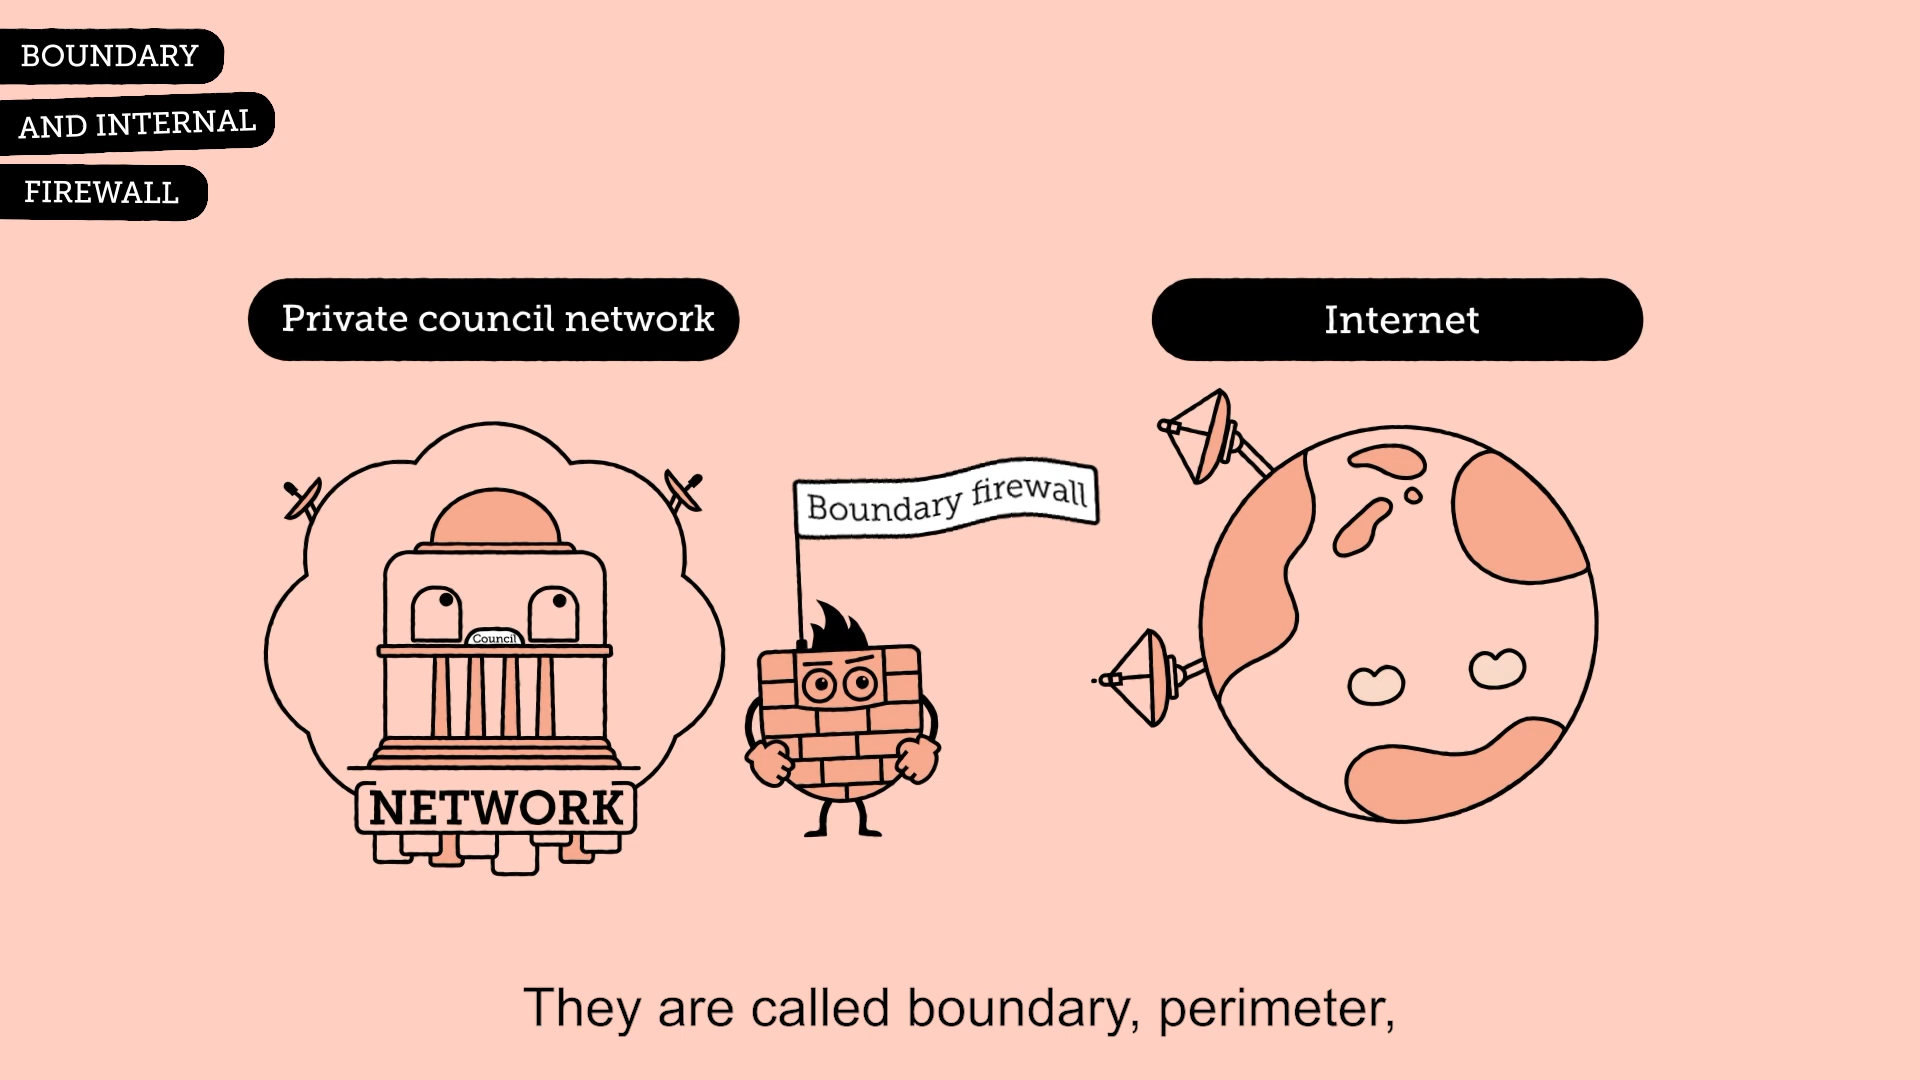 BOUNDARY
AND INTERNAL
FIREWALL
Private council network
Internet
Boundary firewall
Council
NETWORK
They are called boundary, perimeter,